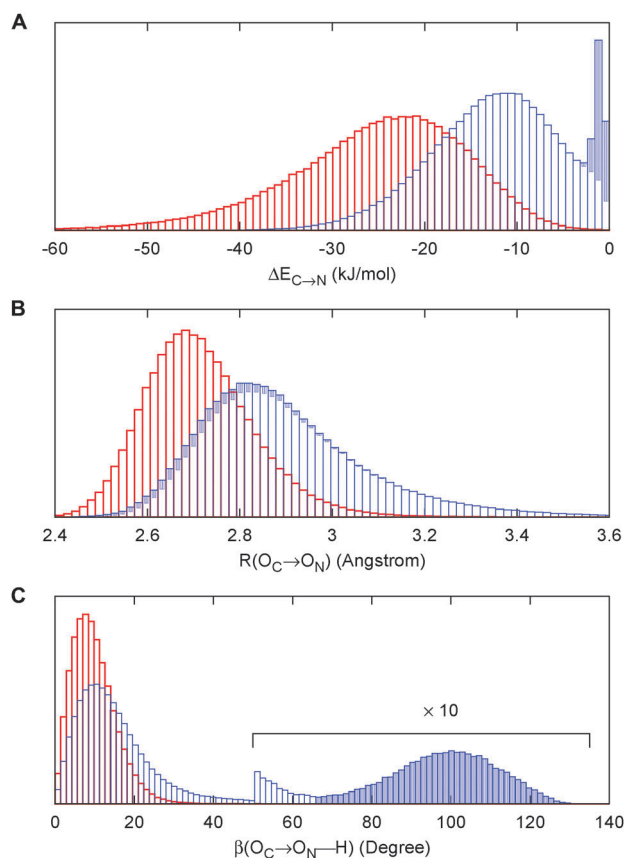 A
-60 -50 -40 -30 -20 -10 0
ΔE_C→N (kJ/mol)
B
2.4 2.6 2.8 3 3.2 3.4 3.6
R(O_C→O_N) (Angstrom)
C
× 10
0 20 40 60 80 100 120 140
β(O_C→O_N—H) (Degree)